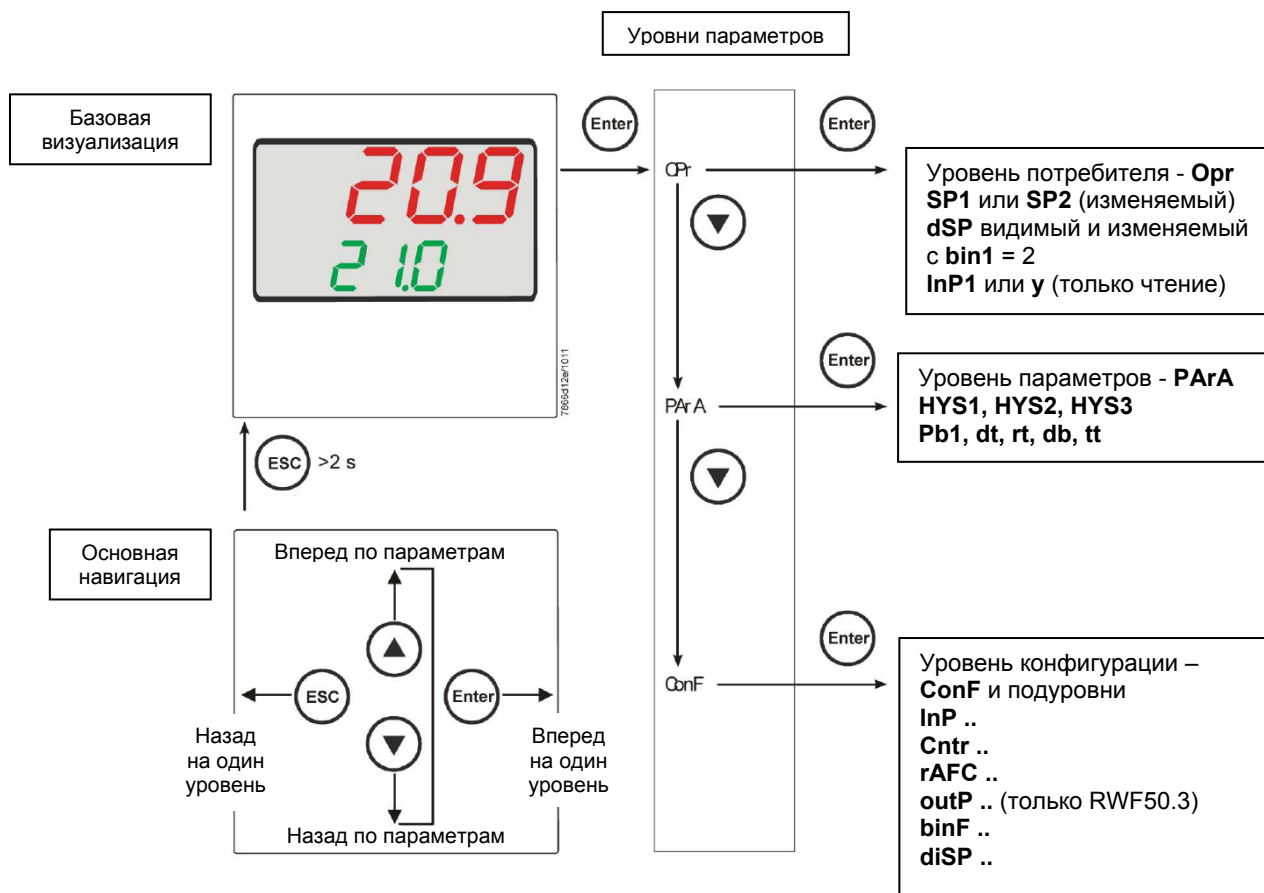 Уровни параметров
Базовая
визуализация
20.9
21.0
7866d12e/1011
Enter
OPr
Enter
Уровень потребителя - Opr
SP1 или SP2 (изменяемый)
dSP видимый и изменяемый
с bin1 = 2
InP1 или y (только чтение)
PArA
Enter
Уровень параметров - PArA
HYS1, HYS2, HYS3
Pb1, dt, rt, db, tt
ESC >2 s
Основная
навигация
Вперед по параметрам
ESC
Enter
Назад
на один
уровень
Вперед
на один
уровень
Назад по параметрам
ConF
Enter
Уровень конфигурации –
ConF и подуровни
InP ..
Cntr ..
rAFC ..
outP .. (только RWF50.3)
binF ..
diSP ..